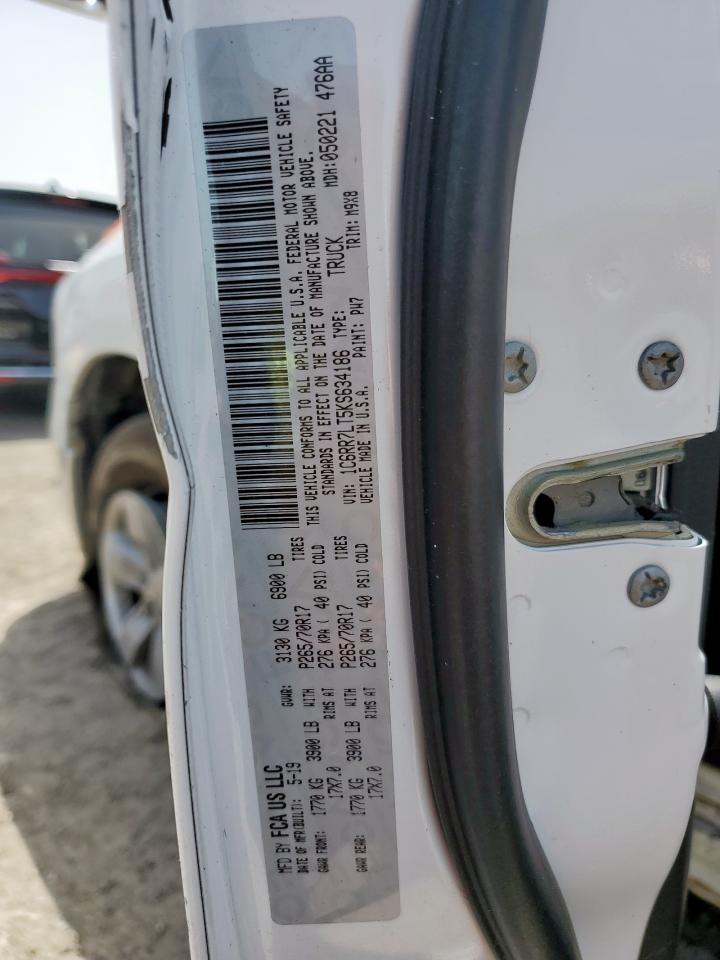 MFD BY FCA US LLC
DATE OF MFR(BUILT): 5-19 GVWR: 3130 KG 6900 LB
GAWR FRONT: 1770 KG 3900 LB WITH P265/70R17 TIRES
17X7.0 RIMS AT 276 KPA ( 40 PSI) COLD
GAWR REAR: 1770 KG 3900 LB WITH P265/70R17 TIRES
17X7.0 RIMS AT 276 KPA ( 40 PSI) COLD
THIS VEHICLE CONFORMS TO ALL APPLICABLE U.S.A. FEDERAL MOTOR VEHICLE SAFETY
STANDARDS IN EFFECT ON THE DATE OF MANUFACTURE SHOWN ABOVE.
VIN: 1C6RR7LT5KS634186 TYPE: TRUCK MDH:050221 476AA
VEHICLE MADE IN U.S.A. PAINT: PW7 TRIM: M9X8